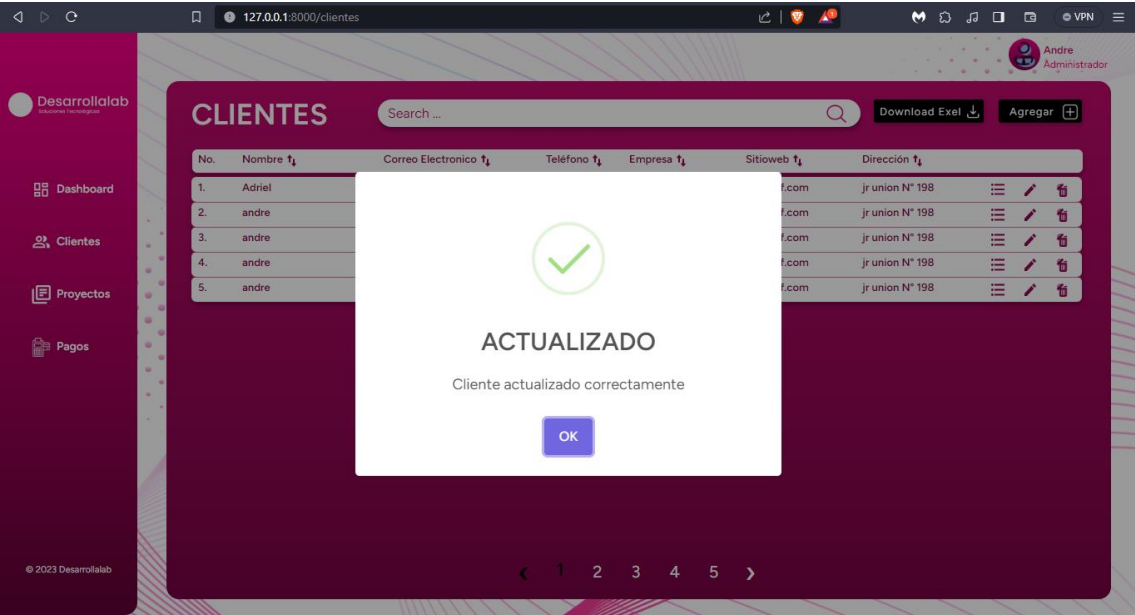 127.0.0.1:8000/clientes
VPN
Andre
Administrador
Desarrollalab
Soluciones Tecnológicas
CLIENTES
Search ...
Download Exel
Agregar
No. Nombre Correo Electronico Teléfono Empresa Sitioweb Dirección
1. Adriel f.com jr union N° 198
2. andre f.com jr union N° 198
3. andre f.com jr union N° 198
4. andre f.com jr union N° 198
5. andre f.com jr union N° 198
Dashboard
Clientes
Proyectos
Pagos
ACTUALIZADO
Cliente actualizado correctamente
OK
© 2023 Desarrollalab
1 2 3 4 5